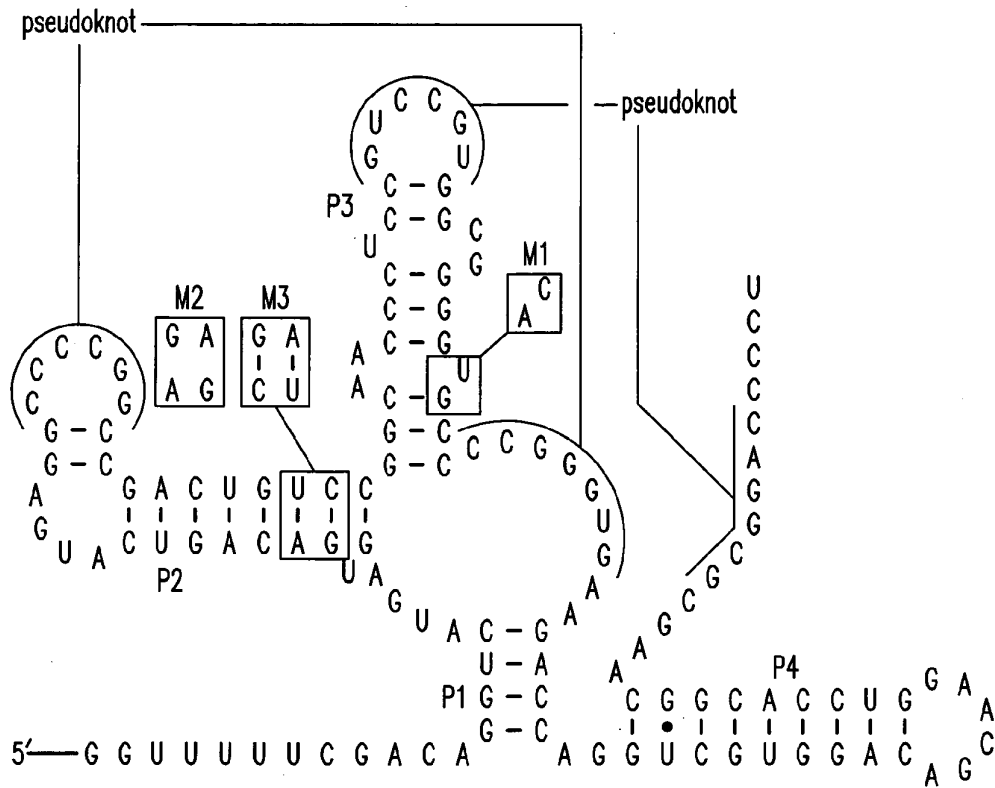 pseudoknot
C C
U G
pseudoknot
G U
C – G
P3
C – G
C
U
G
M1
C – G
C
A
U
M2 M3
C – G
C
G A G A
C – G
A
U
C
C C C G
A
A G C U
C – G
C
C G
G – C
C C G G
A
G – C
G – C
G
G – C
G A C U G U C C
G
A
U
G
G
C U G A C A G G
C
G
U A
P2
U A
G
A
G
G
C
U A C – G
A
G
U – A
A
P4
A
G A
P1 G – C
C G G C A C C U G
A
5′ G G U U U U U C G A C A
G – C
A G G U C G U G G A C
C
A G